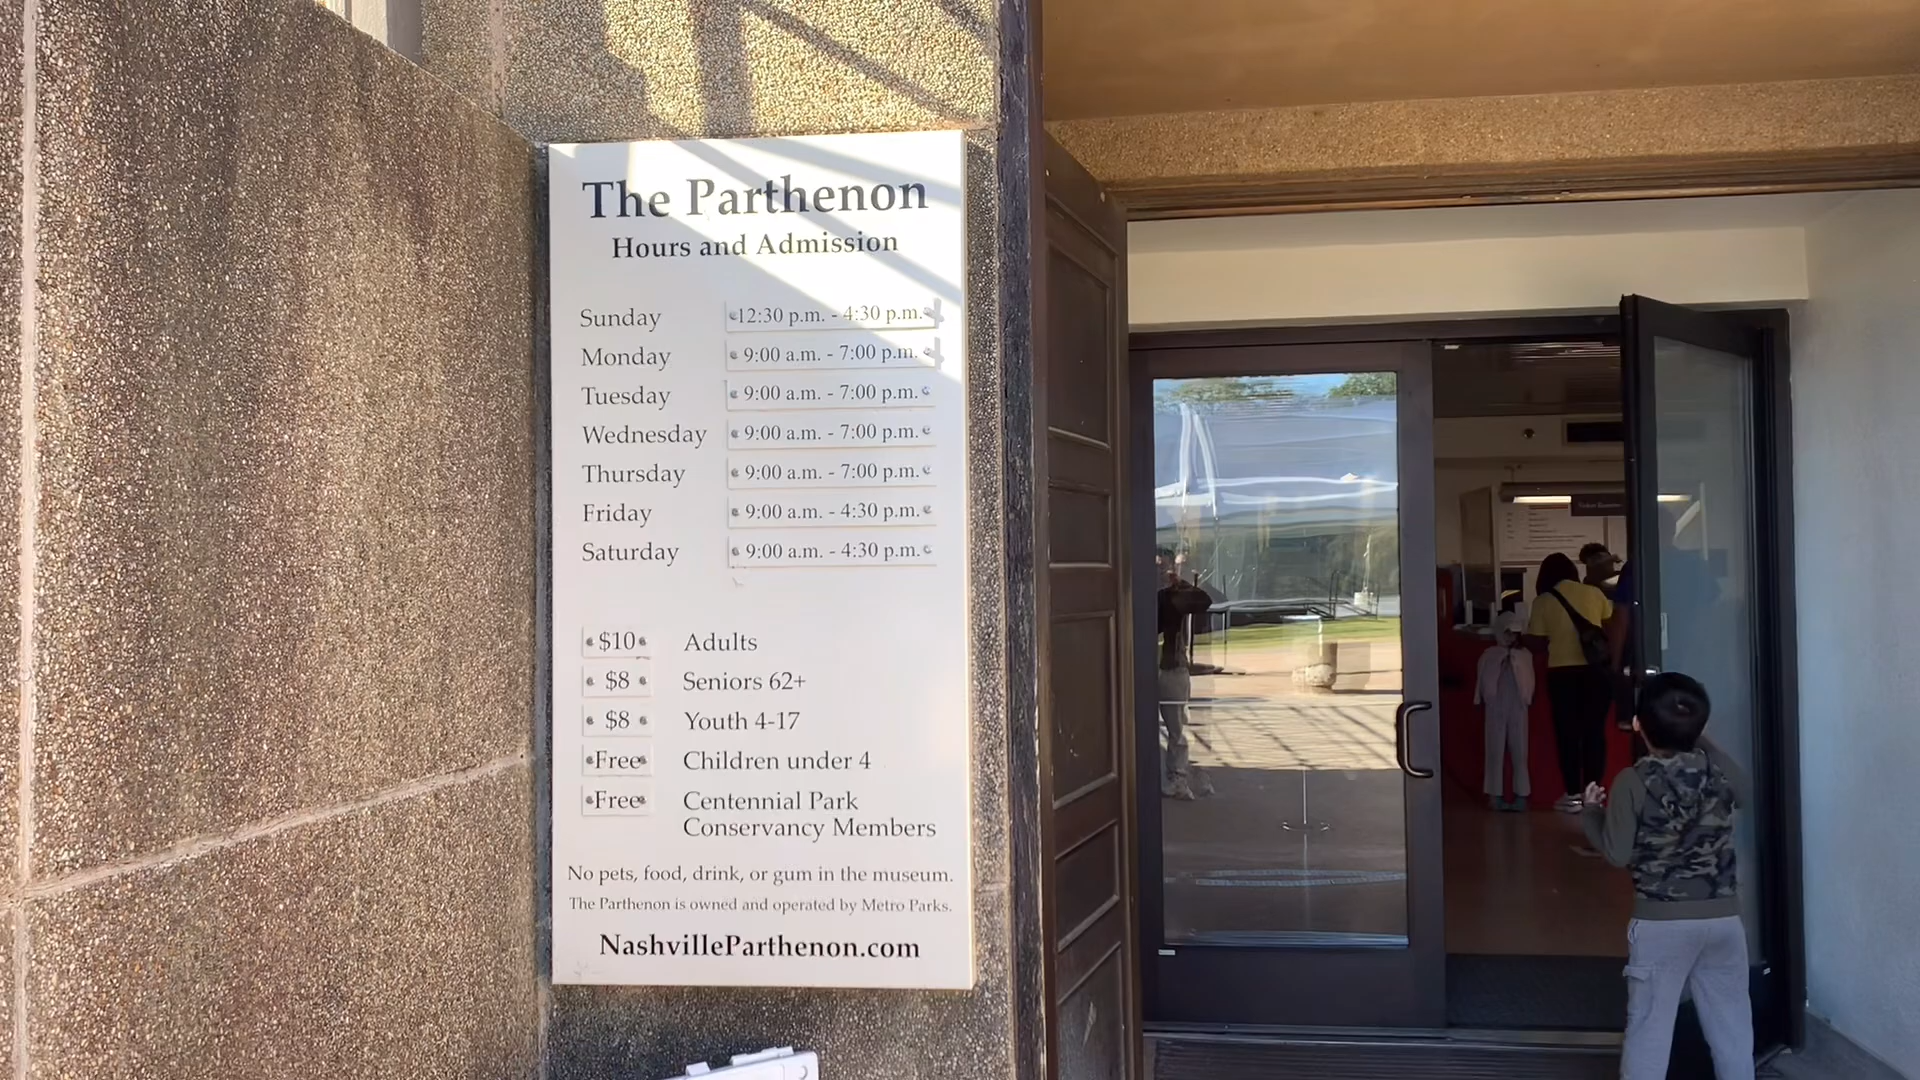 The Parthenon
Hours and Admission
Sunday 12:30 p.m. - 4:30 p.m.
Monday 9:00 a.m. - 7:00 p.m.
Tuesday 9:00 a.m. - 7:00 p.m.
Wednesday 9:00 a.m. - 7:00 p.m.
Thursday 9:00 a.m. - 7:00 p.m.
Friday 9:00 a.m. - 4:30 p.m.
Saturday 9:00 a.m. - 4:30 p.m.
$10 Adults
$8 Seniors 62+
$8 Youth 4-17
Free Children under 4
Free Centennial Park
Conservancy Members
No pets, food, drink, or gum in the museum.
The Parthenon is owned and operated by Metro Parks.
NashvilleParthenon.com